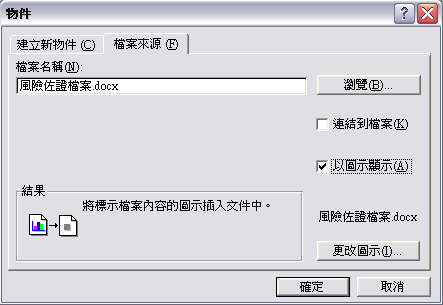 物件
建立新物件 (C)
檔案來源 (F)
檔案名稱(N):
風險佐證檔案.docx
瀏覽(B)...
連結到檔案(K)
以圖示顯示(A)
結果
將標示檔案內容的圖示插入文件中。
風險佐證檔案.docx
更改圖示(I)...
確定
取消